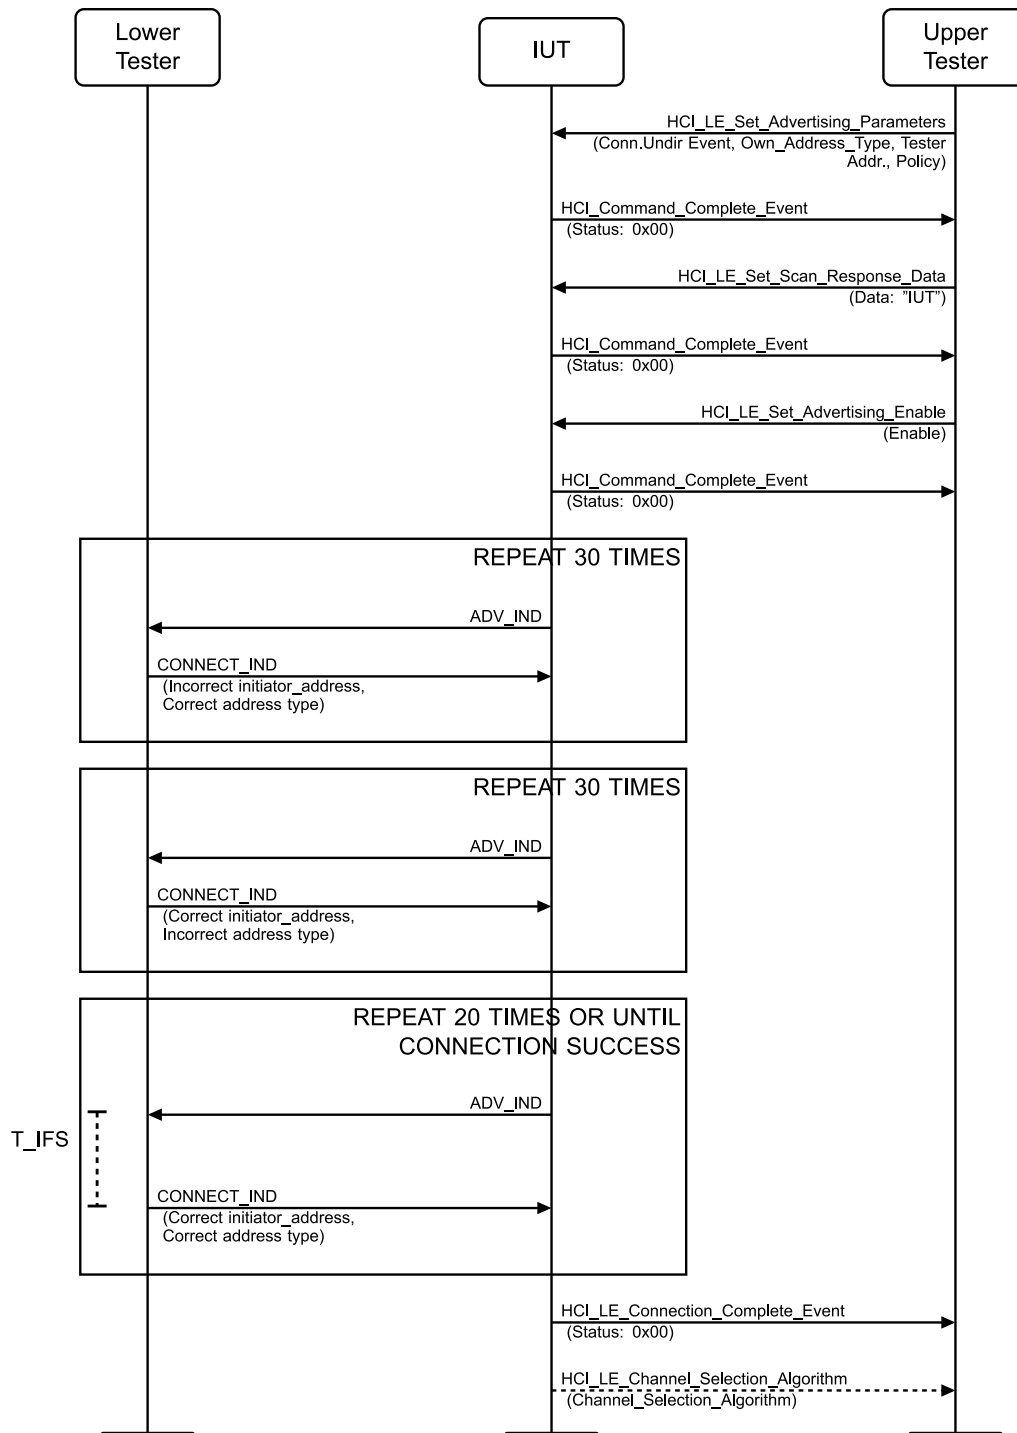 Lower
Tester
IUT
Upper
Tester
HCI_LE_Set_Advertising_Parameters
(Conn.Undir Event, Own_Address_Type, Tester
Addr., Policy)
HCI_Command_Complete_Event
(Status: 0x00)
HCI_LE_Set_Scan_Response_Data
(Data: ”IUT”)
HCI_Command_Complete_Event
(Status: 0x00)
HCI_LE_Set_Advertising_Enable
(Enable)
HCI_Command_Complete_Event
(Status: 0x00)
REPEAT 30 TIMES
ADV_IND
CONNECT_IND
(Incorrect initiator_address,
Correct address type)
REPEAT 30 TIMES
ADV_IND
CONNECT_IND
(Correct initiator_address,
Incorrect address type)
REPEAT 20 TIMES OR UNTIL
CONNECTION SUCCESS
ADV_IND
T_IFS
CONNECT_IND
(Correct initiator_address,
Correct address type)
HCI_LE_Connection_Complete_Event
(Status: 0x00)
HCI_LE_Channel_Selection_Algorithm
(Channel_Selection_Algorithm)